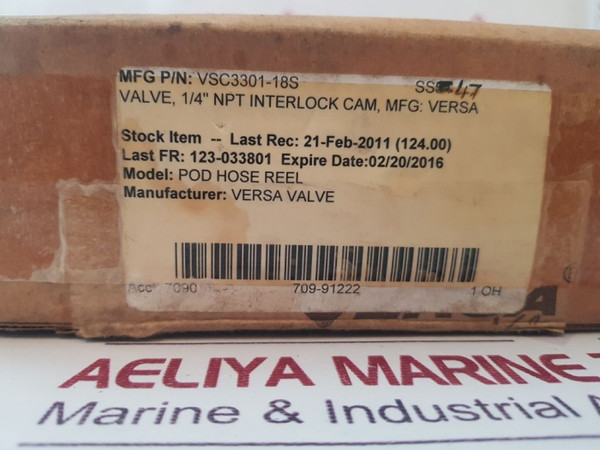 MFG P/N: VSC3301-18S
VALVE, 1/4" NPT INTERLOCK CAM, MFG: VERSA
Stock Item -- Last Rec: 21-Feb-2011 (124.00)
Last FR: 123-033801 Expire Date:02/20/2016
Model: POD HOSE REEL
Manufacturer: VERSA VALVE
709-91222 1 OH
AELIYA MARINE
Marine & Industrial